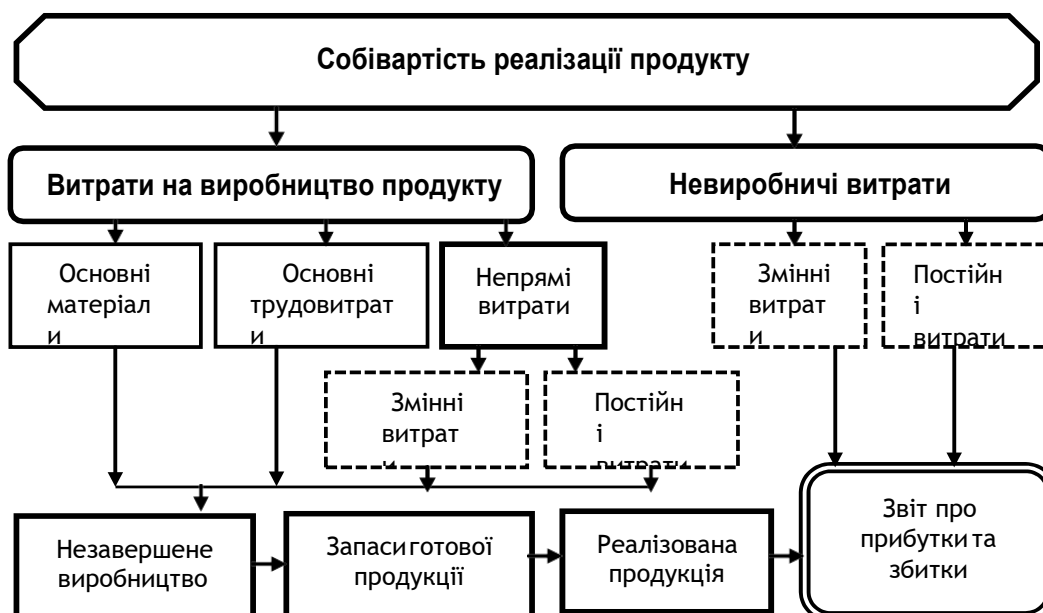 Собівартість реалізації продукту
Витрати на виробництво продукту
Невиробничі витрати
Основні
матеріал
и
Основні
трудовитрат
и
Непрямі
витрати
Змінні
витрат
и
Постійн
і
витрати
Змінні
витрат
и
Постійн
і
витрати
Незавершене
виробництво
Запаси готової
продукції
Реалізована
продукція
Звіт про
прибутки та
збитки